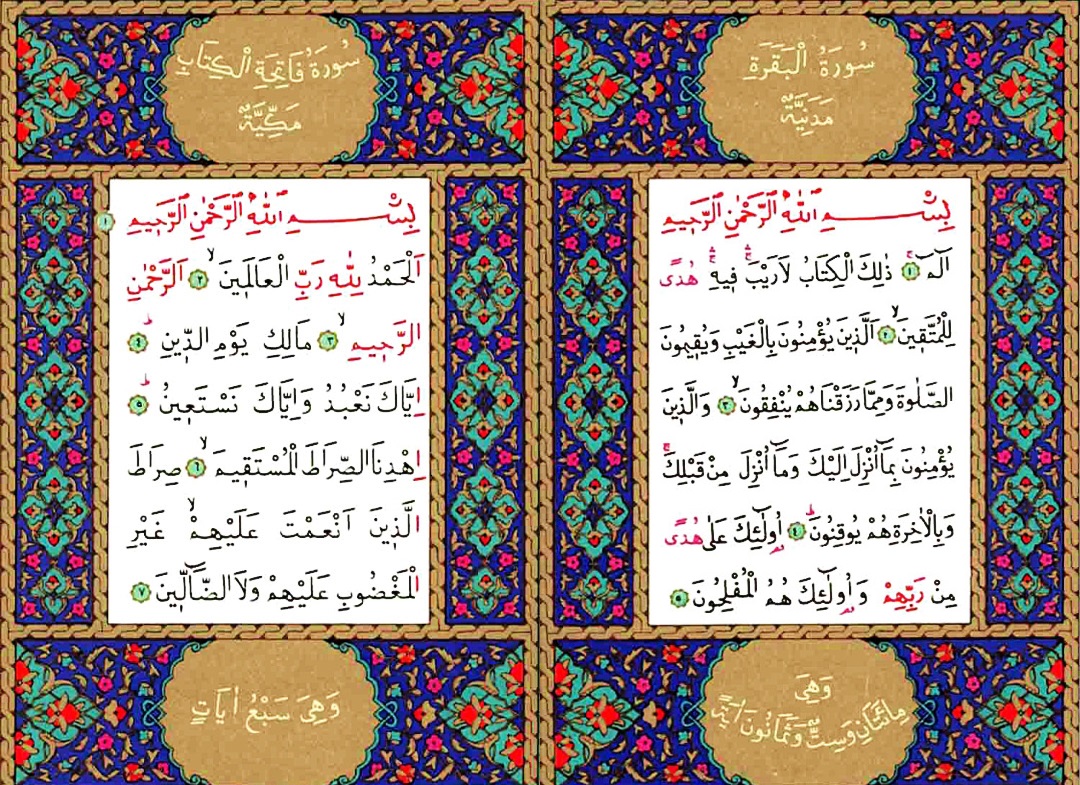 سُورَةُ فَاتِحَةِ الْكِتَابِ
مَكِّيَّةٌ
بِسْمِ اللّٰهِ الرَّحْمٰنِ الرَّحٖيمِ ﴿١﴾
اَلْحَمْدُ لِلّٰهِ رَبِّ الْعَالَمٖينَۙ ﴿٢﴾ اَلرَّحْمٰنِ
الرَّحٖيمِۙ ﴿٣﴾ مَالِكِ يَوْمِ الدّٖينِؕ ﴿٤﴾
اِيَّاكَ نَعْبُدُ وَاِيَّاكَ نَسْتَعٖينُؕ ﴿٥﴾
اِهْدِنَا الصِّرَاطَ الْمُسْتَقٖيمَۙ ﴿٦﴾ صِرَاطَ
الَّذٖينَ اَنْعَمْتَ عَلَيْهِمْۙ غَيْرِ
الْمَغْضُوبِ عَلَيْهِمْ وَلَا الضَّٓالّٖينَ ﴿٧﴾
وَهِىَ سَبْعُ اٰيَاتٍ
سُورَةُ الْبَقَرَةِ
مَدَنِيَّةٌ
بِسْمِ اللّٰهِ الرَّحْمٰنِ الرَّحٖيمِ
الٓمٓۚ ﴿١﴾ ذٰلِكَ الْكِتَابُ لَا رَيْبَۚۛ فٖيهِۚۛ هُدًى
لِلْمُتَّقٖينَۙ ﴿٢﴾ اَلَّذٖينَ يُؤْمِنُونَ بِالْغَيْبِ وَيُقٖيمُونَ
الصَّلٰوةَ وَمِمَّا رَزَقْنَاهُمْ يُنْفِقُونَۙ ﴿٣﴾ وَالَّذٖينَ
يُؤْمِنُونَ بِمَٓا اُنْزِلَ اِلَيْكَ وَمَٓا اُنْزِلَ مِنْ قَبْلِكَۚ
وَبِالْاٰخِرَةِ هُمْ يُوقِنُونَؕ ﴿٤﴾ اُو۬لٰٓئِكَ عَلٰى هُدًى
مِنْ رَبِّهِمْ وَاُو۬لٰٓئِكَ هُمُ الْمُفْلِحُونَ ﴿٥﴾
وَهِىَ
مِائَتَانِ وَسِتٌّ وَثَمَانُونَ اٰيَةً